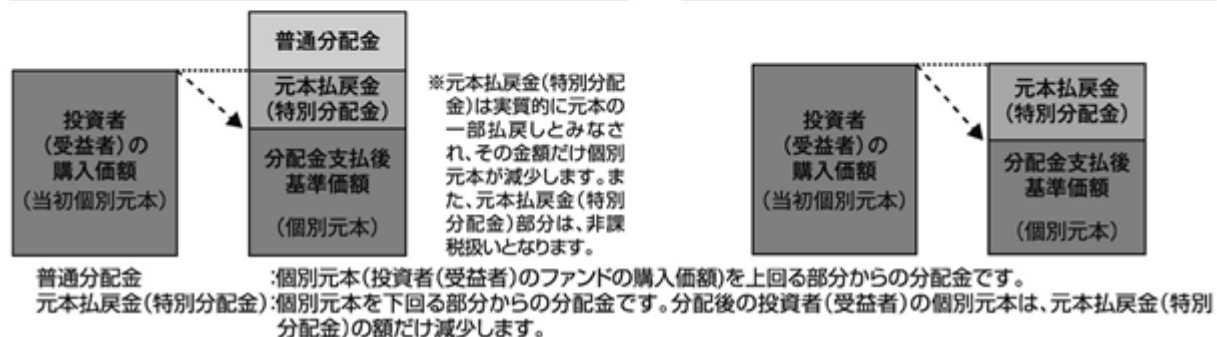 普通分配金
元本払戻金
(特別分配金)
投資者
(受益者)の
購入価額
(当初個別元本)
分配金支払後
基準価額
(個別元本)
※元本払戻金(特別分配
金)は実質的に元本の
一部払戻しとみなさ
れ、その金額だけ個別
元本が減少します。ま
た、元本払戻金(特別
分配金)部分は、非課
税扱いとなります。
投資者
(受益者)の
購入価額
(当初個別元本)
元本払戻金
(特別分配金)
分配金支払後
基準価額
(個別元本)
普通分配金 :個別元本(投資者(受益者)のファンドの購入価額)を上回る部分からの分配金です。
元本払戻金(特別分配金):個別元本を下回る部分からの分配金です。分配後の投資者(受益者)の個別元本は、元本払戻金(特別
分配金)の額だけ減少します。